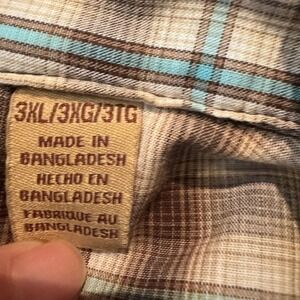 3XL/3XG/3TG
MADE IN
BANGLADESH
HECHO EN
BANGLADESH
FABRIQUE AU
BANGLADESH